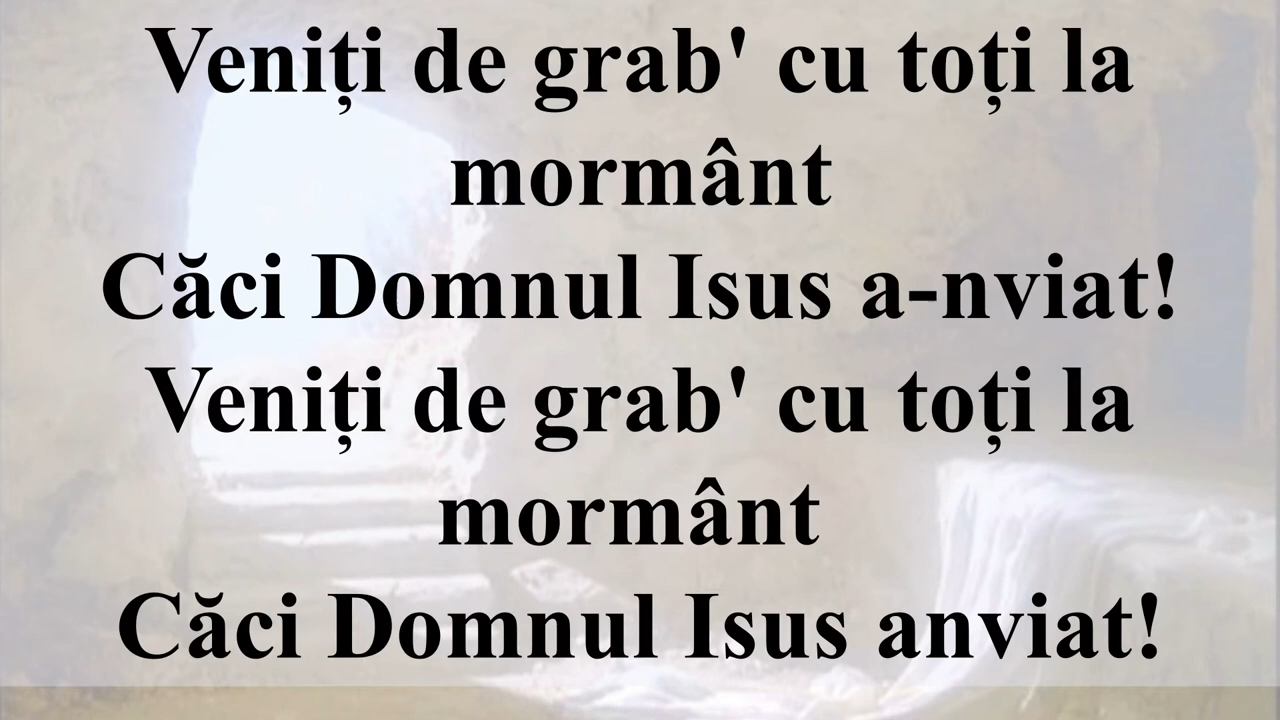 Veniți de grab' cu toți la
mormânt
Căci Domnul Isus a-nviat!
Veniți de grab' cu toți la
mormânt
Căci Domnul Isus anviat!